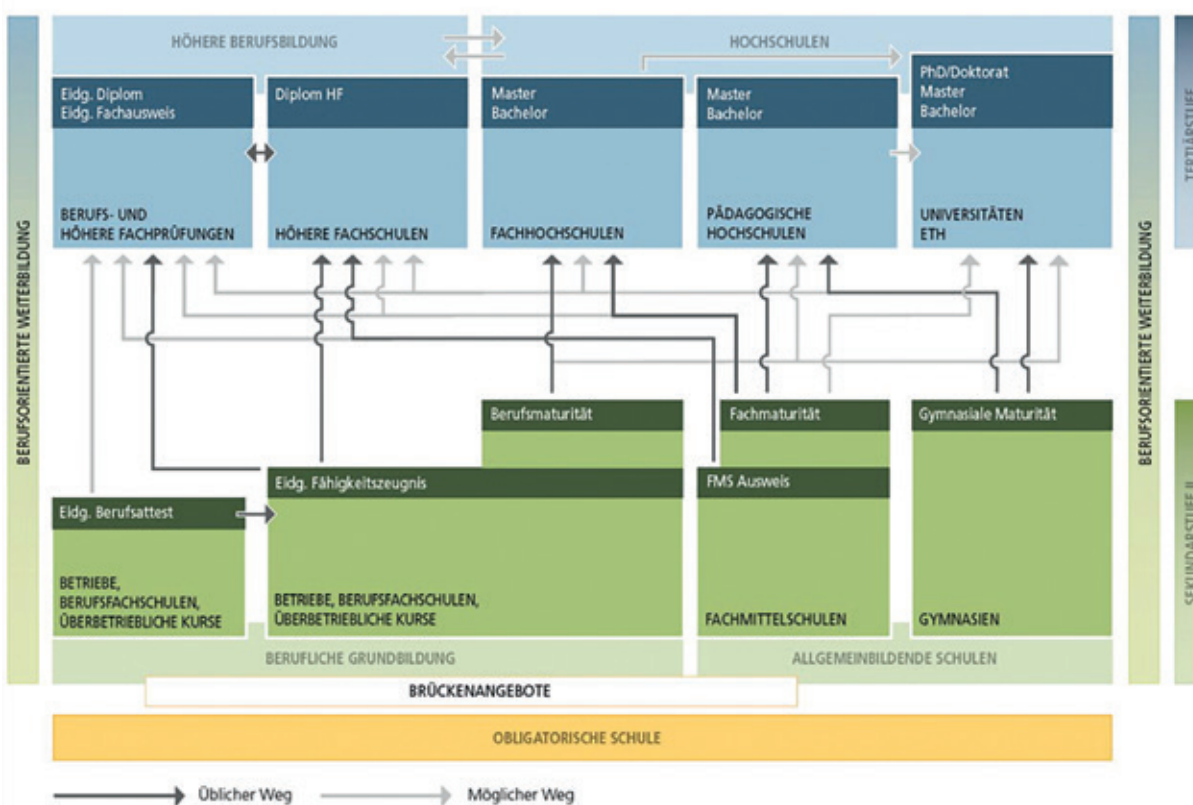 HÖHERE BERUFSBILDUNG
HOCHSCHULEN
Eidg. Diplom
Eidg. Fachausweis
BERUFS- UND
HÖHERE FACHPRÜFUNGEN
Diplom HF
HÖHERE FACHSCHULEN
Master
Bachelor
FACHHOCHSCHULEN
Master
Bachelor
PÄDAGOGISCHE
HOCHSCHULEN
PhD/Doktorat
Master
Bachelor
UNIVERSITÄTEN
ETH
BERUFSORIENTIERTE WEITERBILDUNG
BERUFSORIENTIERTE WEITERBILDUNG
TERTIÄRSTUFE
SEKUNDARSTUFE II
Berufsmaturität
Fachmaturität
Gymnasiale Maturität
Eidg. Fähigkeitszeugnis
FMS Ausweis
Eidg. Berufsattest
BETRIEBE,
BERUFSFACHSCHULEN,
ÜBERBETRIEBLICHE KURSE
BETRIEBE, BERUFSFACHSCHULEN,
ÜBERBETRIEBLICHE KURSE
FACHMITTELSCHULEN
GYMNASIEN
BERUFLICHE GRUNDBILDUNG
ALLGEMEINBILDENDE SCHULEN
BRÜCKENANGEBOTE
OBLIGATORISCHE SCHULE
Üblicher Weg
Möglicher Weg